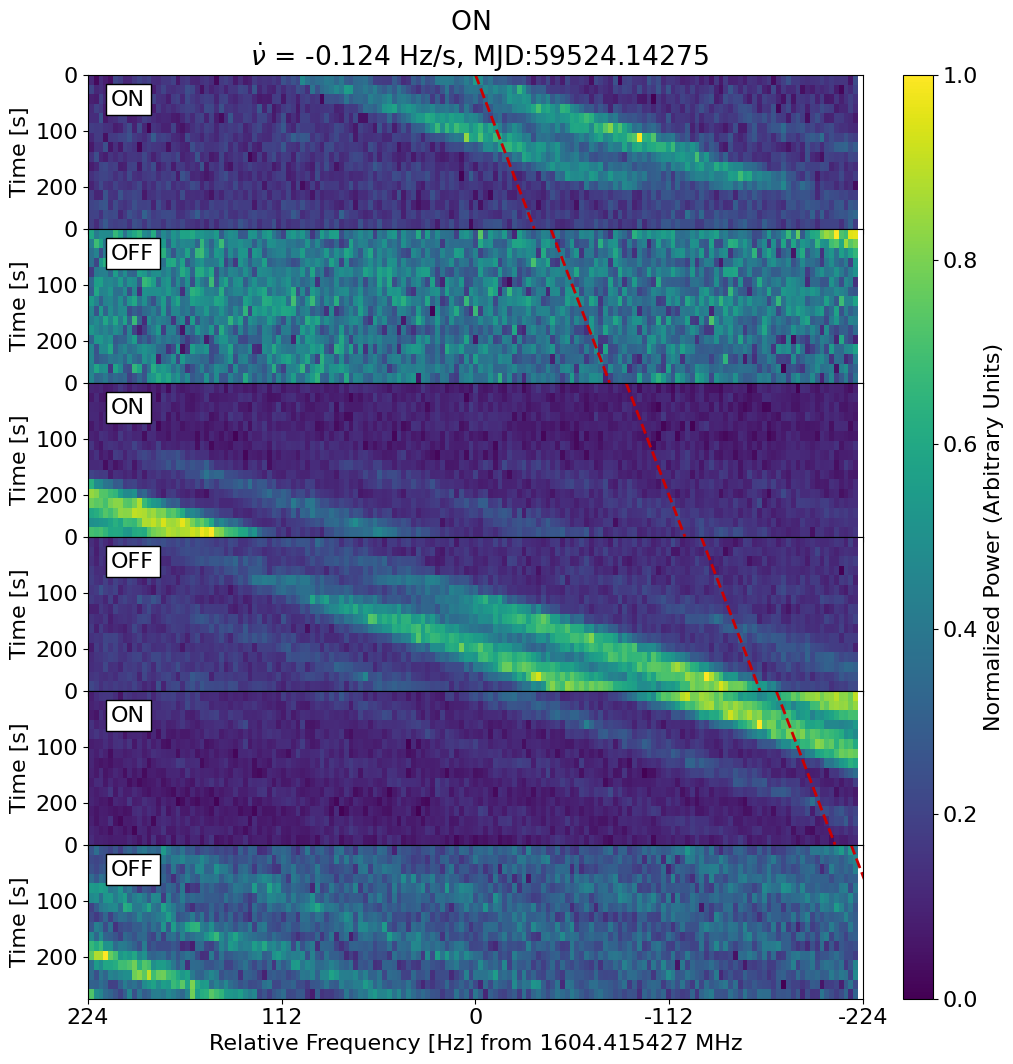 ON
ν̇ = -0.124 Hz/s, MJD:59524.14275
0
ON
Time [s]
100
200
0
OFF
Time [s]
100
200
0
ON
Time [s]
100
200
0
OFF
Time [s]
100
200
0
ON
Time [s]
100
200
0
OFF
Time [s]
100
200
224 112 0 -112 -224
Relative Frequency [Hz] from 1604.415427 MHz
1.0
0.8
0.6
0.4
0.2
0.0
Normalized Power (Arbitrary Units)